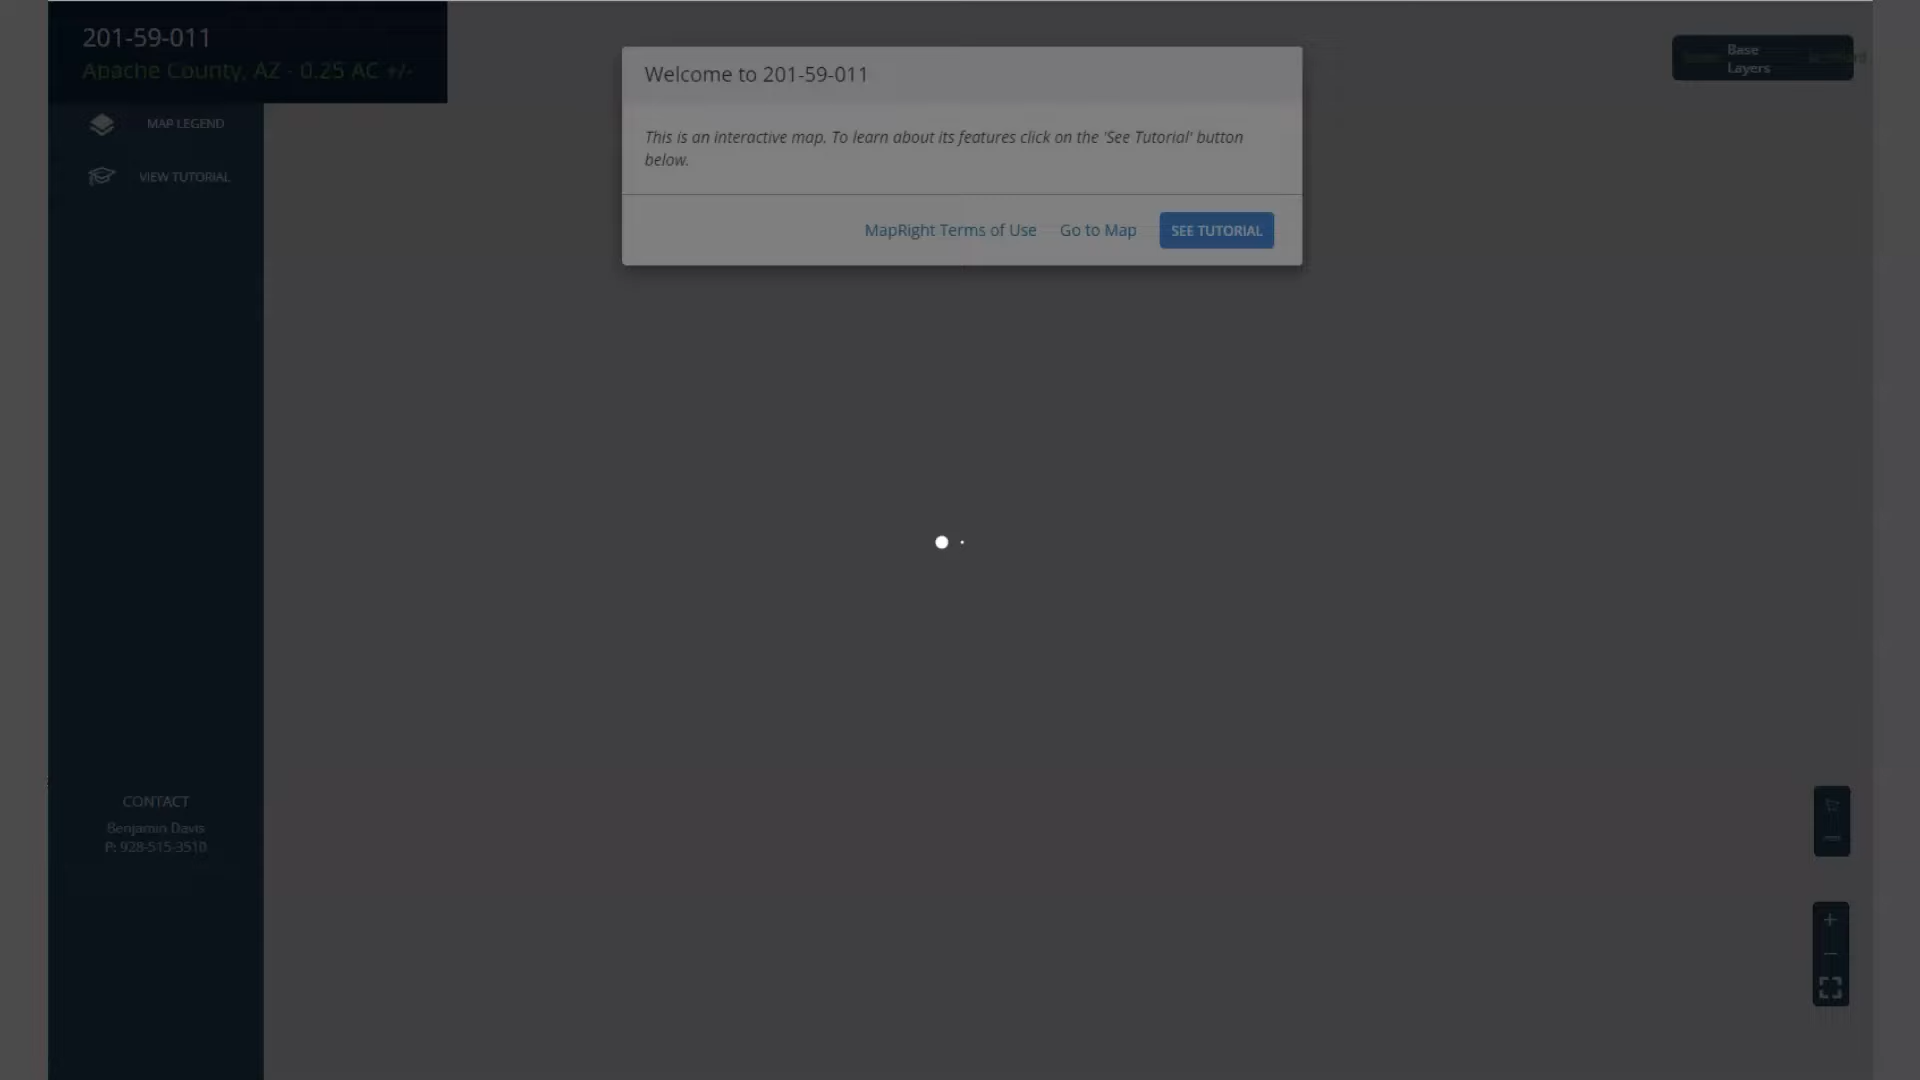 201-59-011
Apache County, AZ - 0.25 AC +/-
MAP LEGEND
VIEW TUTORIAL
Welcome to 201-59-011
This is an interactive map. To learn about its features click on the 'See Tutorial' button
below.
MapRight Terms of Use
Go to Map
SEE TUTORIAL
Base
Layers
CONTACT
Benjamin Davis
P: 928-515-3510